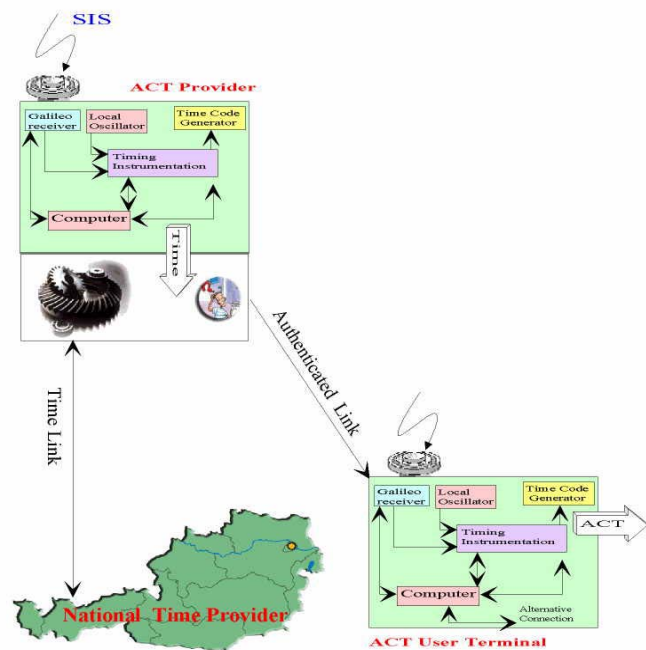 SIS
ACT Provider
Galileo
receiver
Local
Oscillator
Time Code
Generator
Timing
Instrumentation
Computer
Time
Authenticated Link
Time Link
National Time Provider
Galileo
receiver
Local
Oscillator
Time Code
Generator
Timing
Instrumentation
ACT
Computer
Alternative
Connection
ACT User Terminal